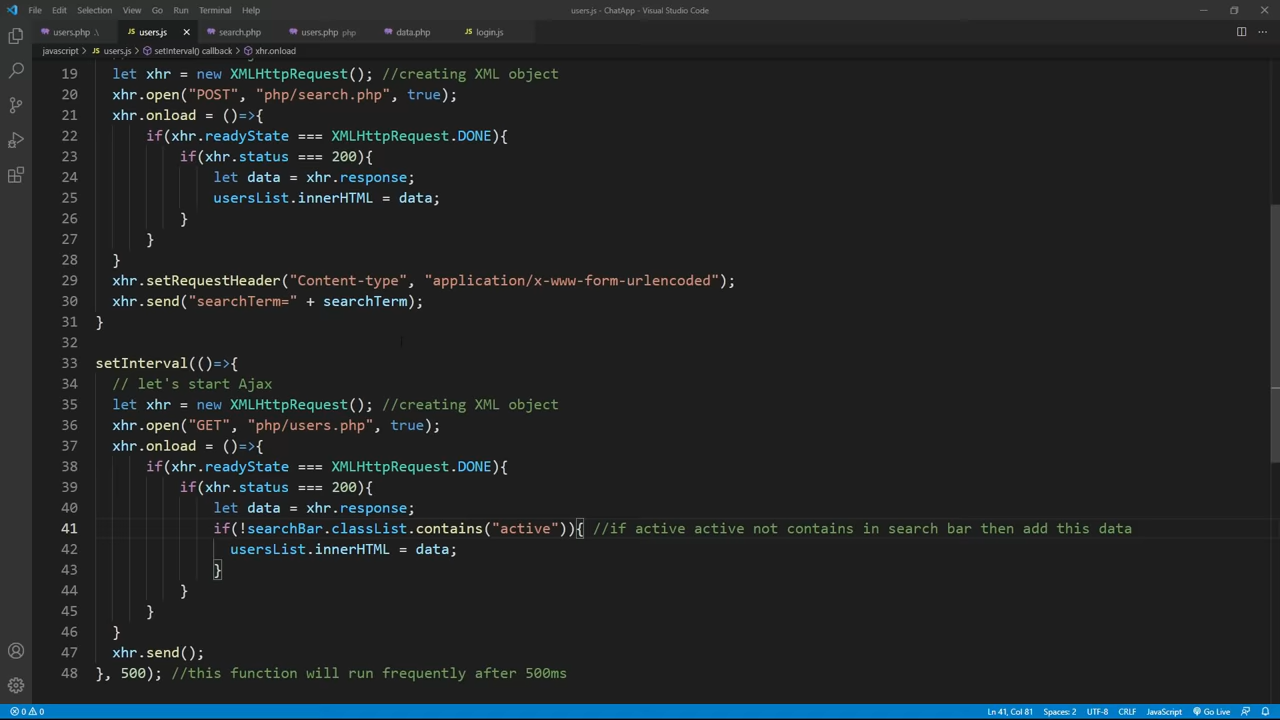 File Edit Selection View Go Run Terminal Help users.js - ChatApp - Visual Studio Code
users.php .\ JS users.js search.php users.php php data.php JS login.js
javascript > JS users.js > setInterval() callback > xhr.onload
19 let xhr = new XMLHttpRequest(); //creating XML object
20 xhr.open("POST", "php/search.php", true);
21 xhr.onload = ()=>{
22 if(xhr.readyState === XMLHttpRequest.DONE){
23 if(xhr.status === 200){
24 let data = xhr.response;
25 usersList.innerHTML = data;
26 }
27 }
28 }
29 xhr.setRequestHeader("Content-type", "application/x-www-form-urlencoded");
30 xhr.send("searchTerm=" + searchTerm);
31 }
32
33 setInterval(()=>{
34 // let's start Ajax
35 let xhr = new XMLHttpRequest(); //creating XML object
36 xhr.open("GET", "php/users.php", true);
37 xhr.onload = ()=>{
38 if(xhr.readyState === XMLHttpRequest.DONE){
39 if(xhr.status === 200){
40 let data = xhr.response;
41 if(!searchBar.classList.contains("active")){ //if active active not contains in search bar then add this data
42 usersList.innerHTML = data;
43 }
44 }
45 }
46 }
47 xhr.send();
48 }, 500); //this function will run frequently after 500ms
0 0 Ln 41, Col 81 Spaces: 2 UTF-8 CRLF JavaScript Go Live